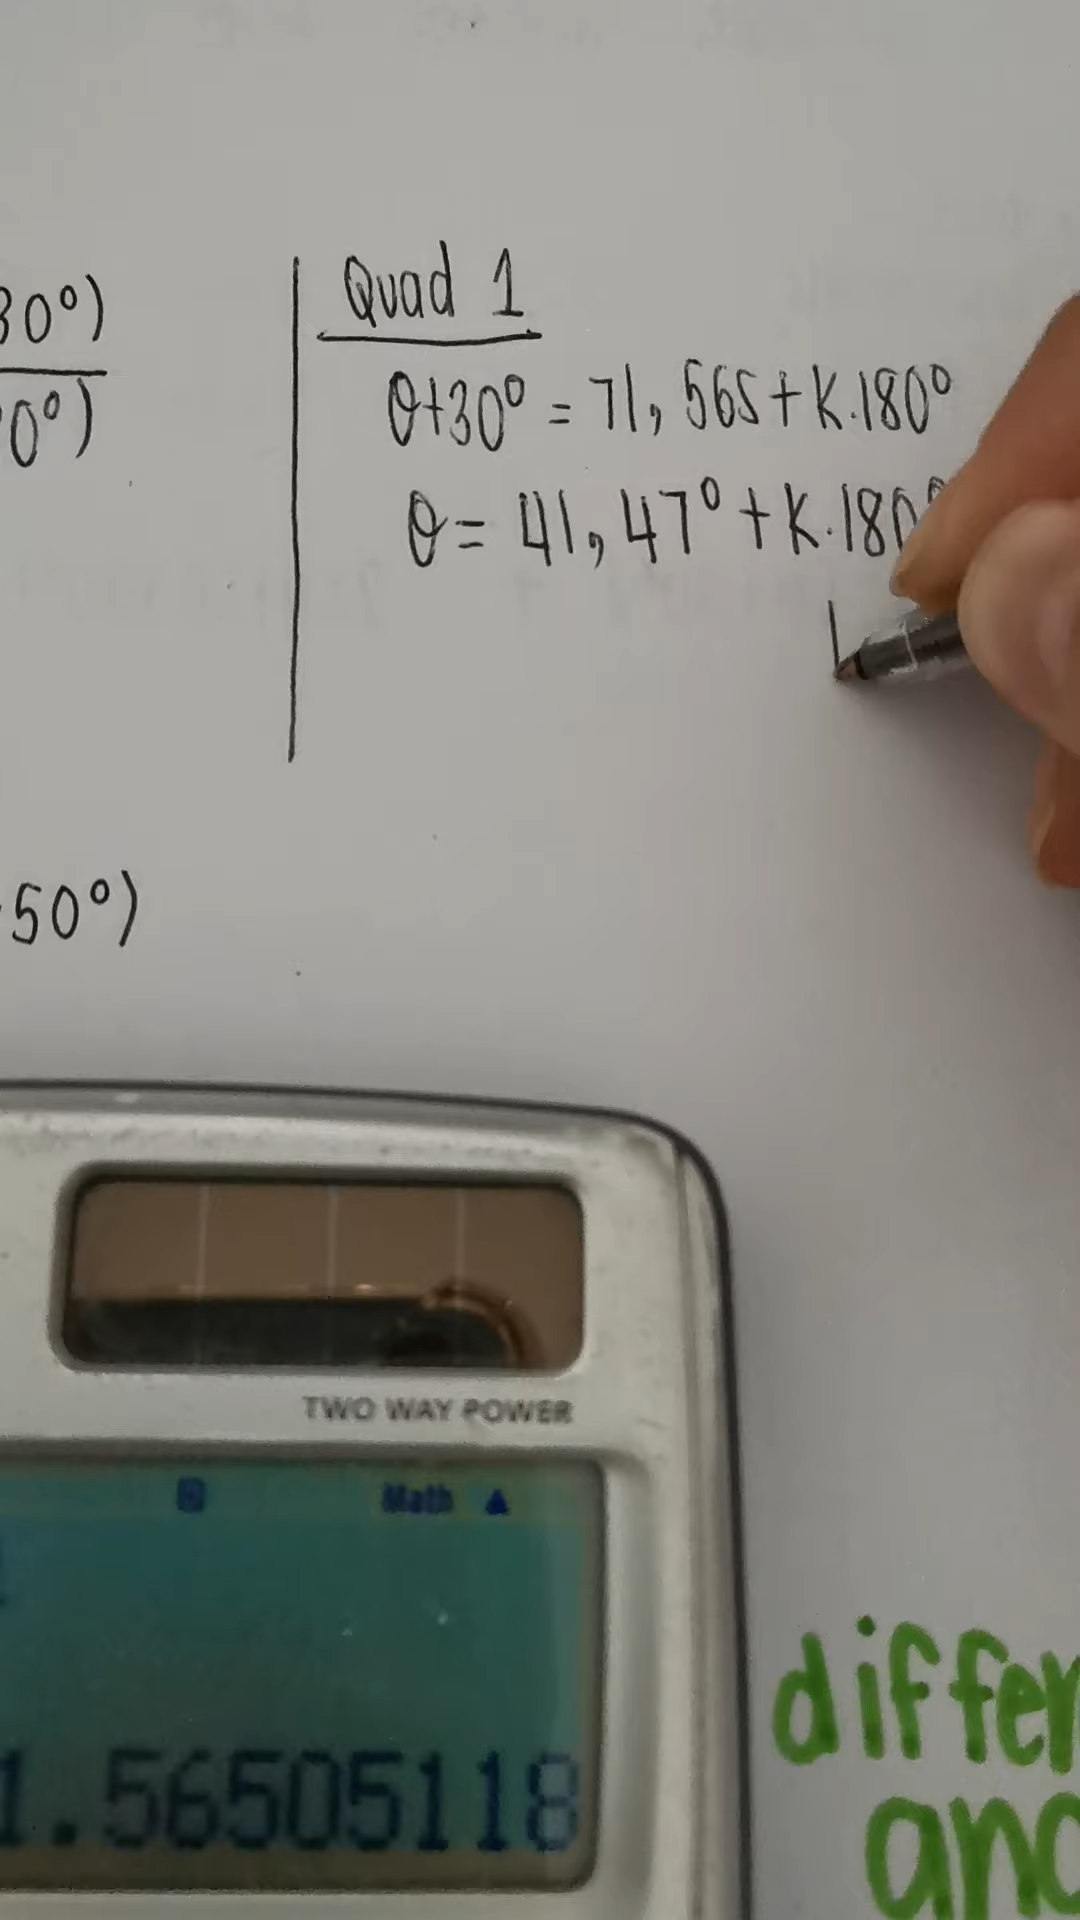 30°)
0°)
Quad 1
θ+30° = 71,565+K.180°
θ = 41,47° + K.180°
50°)
TWO WAY POWER
Math ▲
1.56505118
differ
and